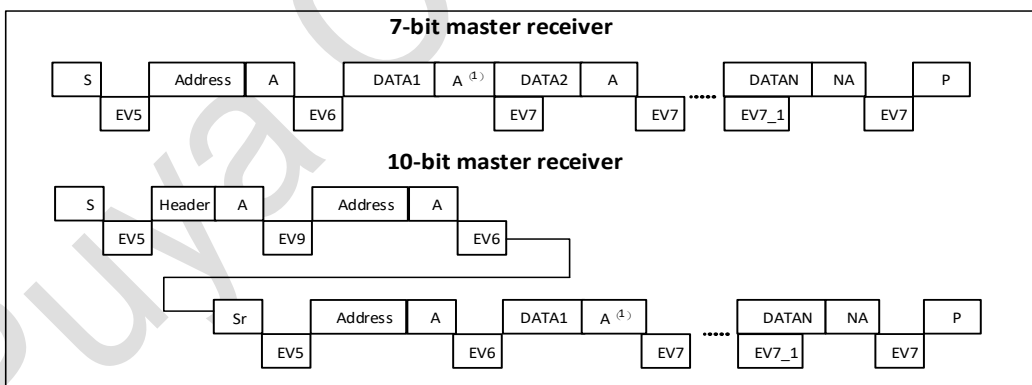 7-bit master receiver
S Address A DATA1 A (1) DATA2 A ..... DATAN NA P
EV5 EV6 EV7 EV7 EV7_1 EV7
10-bit master receiver
S Header A Address A
EV5 EV9 EV6
Sr Address A DATA1 A (1) ..... DATAN NA P
EV5 EV6 EV7 EV7_1 EV7
Puya